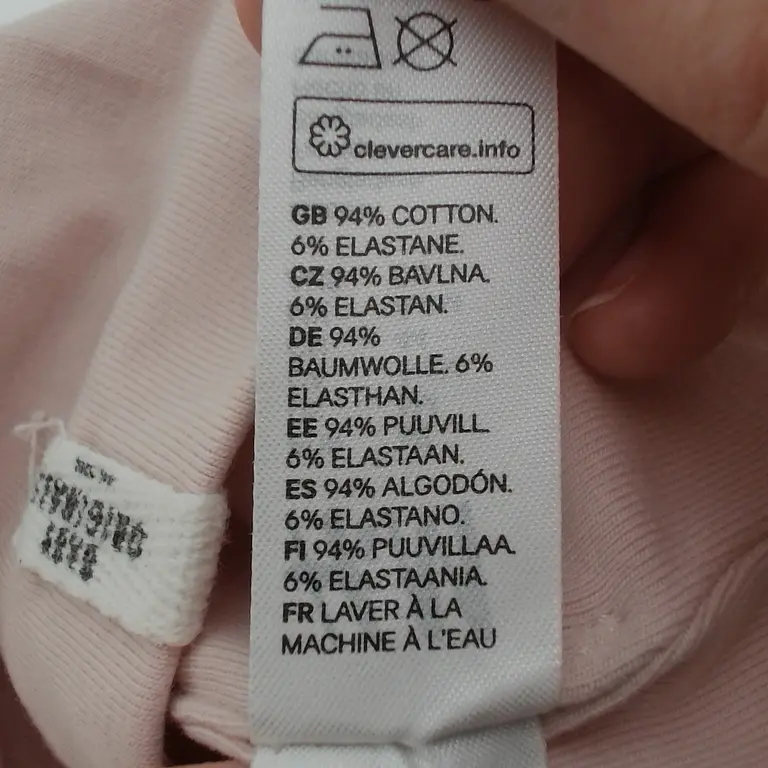 clevercare.info
GB 94% COTTON.
6% ELASTANE.
CZ 94% BAVLNA.
6% ELASTAN.
DE 94%
BAUMWOLLE. 6%
ELASTHAN.
EE 94% PUUVILL.
6% ELASTAAN.
ES 94% ALGODÓN.
6% ELASTANO.
FI 94% PUUVILLAA.
6% ELASTAANIA.
FR LAVER À LA
MACHINE À L'EAU